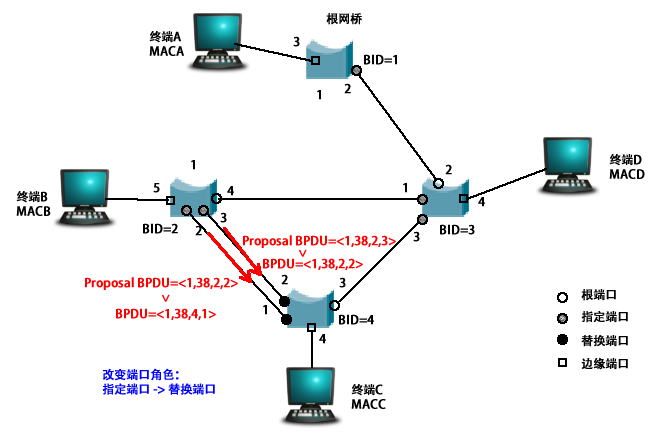 根网桥
终端A
MACA
3
BID=1
2
1
终端D
MACD
1
2
终端B
MACB
5
4
1
4
BID=2
2
3
3
BID=3
Proposal BPDU=<1,38,2,3>
<
BPDU=<1,38,2,2>
Proposal BPDU=<1,38,2,2>
<
BPDU=<1,38,4,1>
2
3
1
BID=4
4
根端口
指定端口
替换端口
边缘端口
改变端口角色：
指定端口 -> 替换端口
终端C
MACC